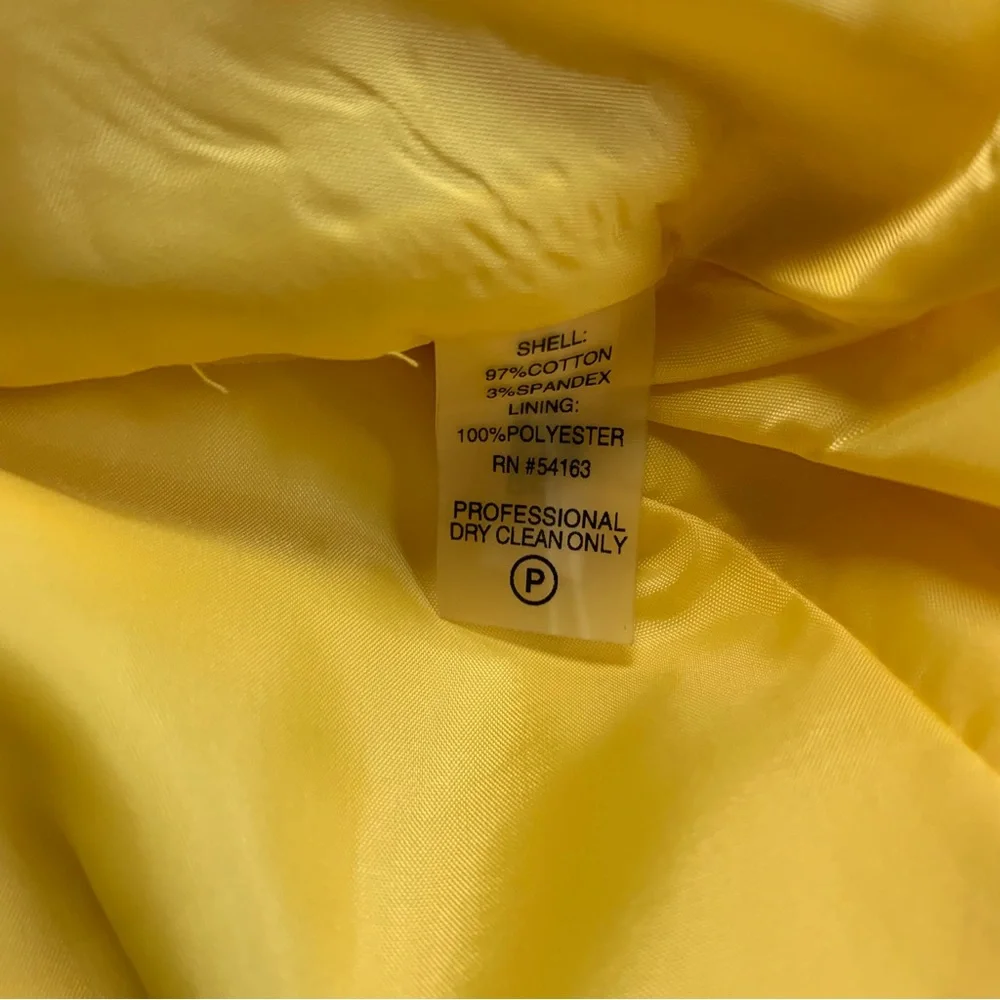 SHELL:
97%COTTON
3%SPANDEX
LINING:
100%POLYESTER
RN #54163
PROFESSIONAL
DRY CLEAN ONLY
P